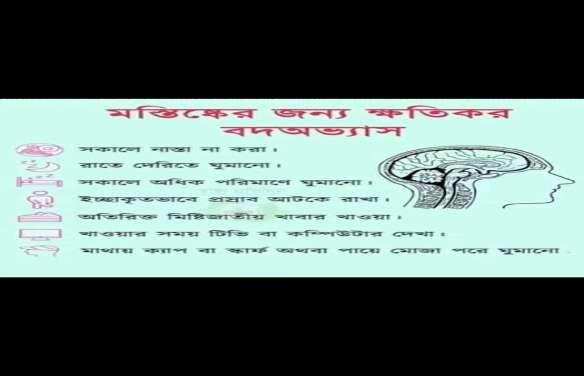 মস্তিষ্কের জন্য ক্ষতিকর
বদঅভ্যাস
সকালে নাস্তা না করা।
রাতে দেরিতে ঘুমানো।
সকালে অধিক পরিমাণে ঘুমানো।
ইচ্ছাকৃতভাবে প্রস্রাব আটকে রাখা।
অতিরিক্ত মিষ্টিজাতীয় খাবার খাওয়া।
খাওয়ার সময় টিভি বা কম্পিউটার দেখা।
মাথায় ক্যাপ বা স্কার্ফ অথবা পায়ে মোজা পরে ঘুমানো.